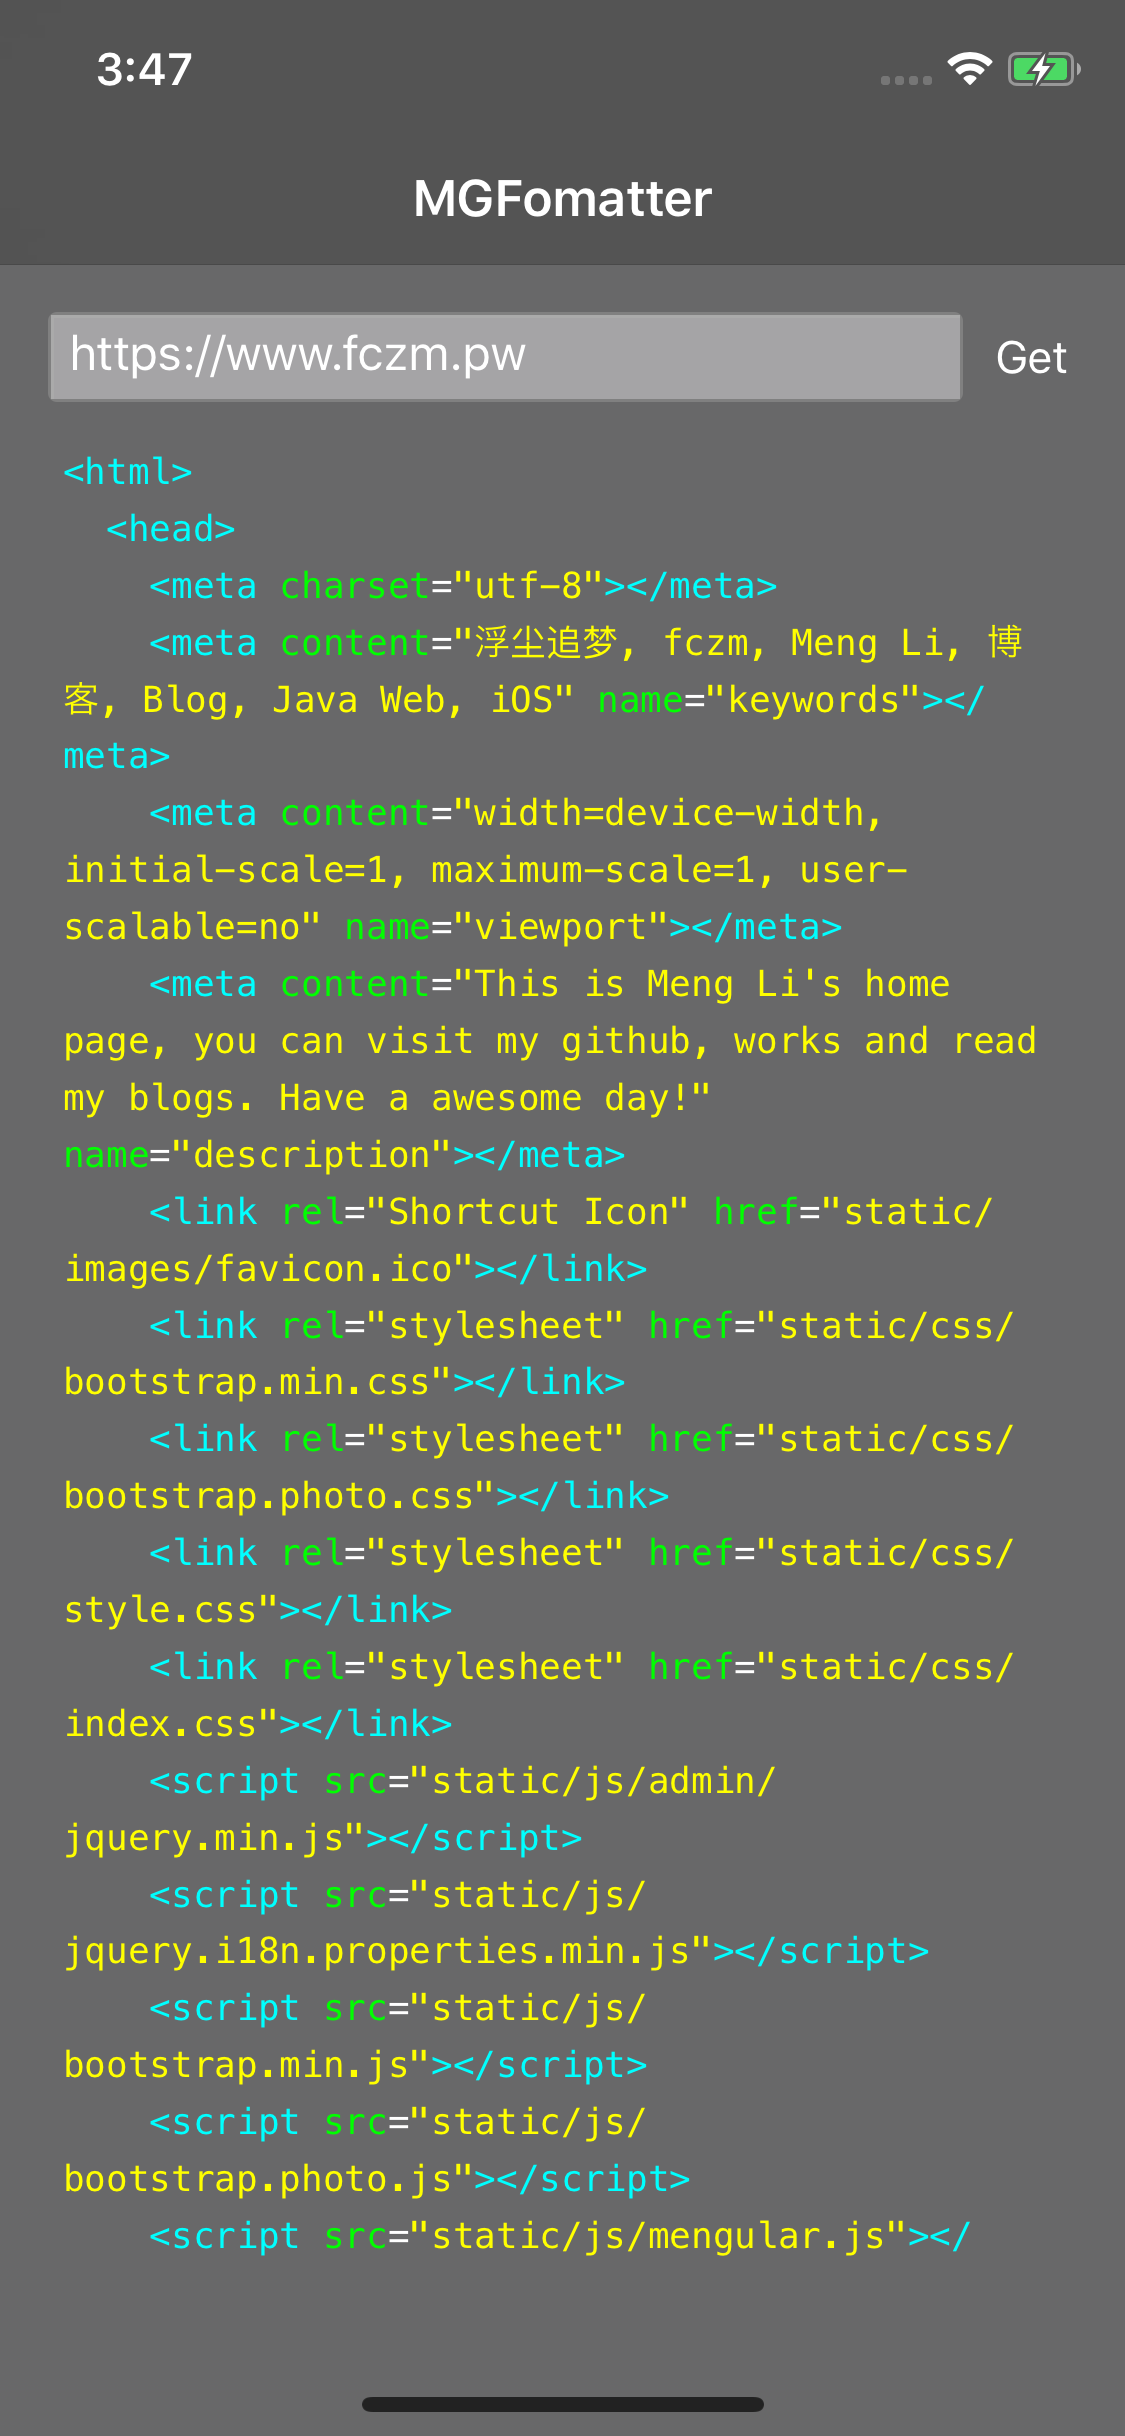 3:47
MGFomatter
https://www.fczm.pw
Get
<html>
  <head>
    <meta charset="utf-8"></meta>
    <meta content="浮尘追梦, fczm, Meng Li, 博
客, Blog, Java Web, iOS" name="keywords"></
meta>
    <meta content="width=device-width,
initial-scale=1, maximum-scale=1, user-
scalable=no" name="viewport"></meta>
    <meta content="This is Meng Li's home
page, you can visit my github, works and read
my blogs. Have a awesome day!"
name="description"></meta>
    <link rel="Shortcut Icon" href="static/
images/favicon.ico"></link>
    <link rel="stylesheet" href="static/css/
bootstrap.min.css"></link>
    <link rel="stylesheet" href="static/css/
bootstrap.photo.css"></link>
    <link rel="stylesheet" href="static/css/
style.css"></link>
    <link rel="stylesheet" href="static/css/
index.css"></link>
    <script src="static/js/admin/
jquery.min.js"></script>
    <script src="static/js/
jquery.i18n.properties.min.js"></script>
    <script src="static/js/
bootstrap.min.js"></script>
    <script src="static/js/
bootstrap.photo.js"></script>
    <script src="static/js/mengular.js"></